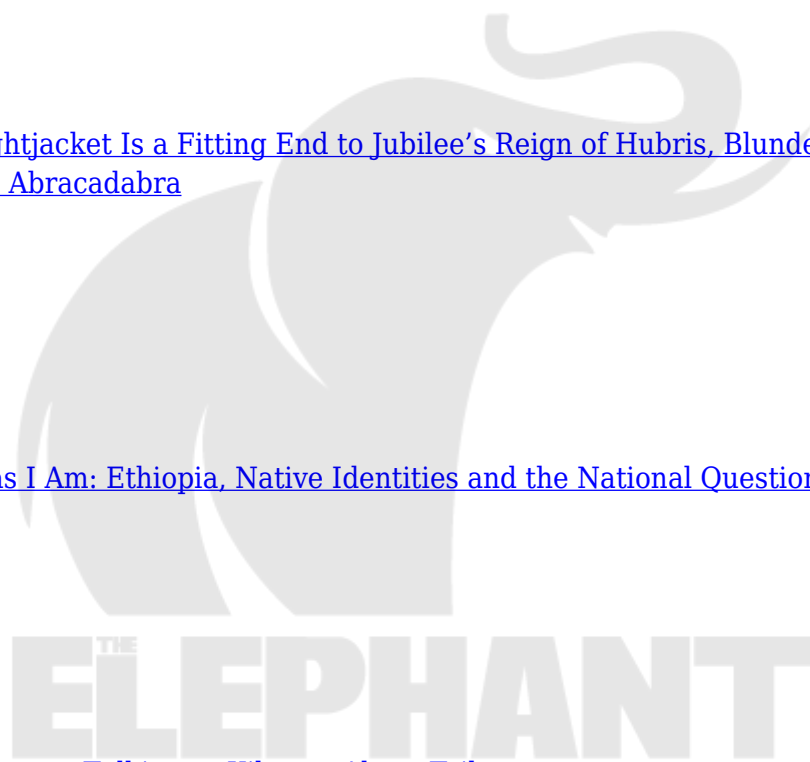 ghtjacket Is a Fitting End to Jubilee’s Reign of Hubris, Blunde
Abracadabra
as I Am: Ethiopia, Native Identities and the National Question
THE
ELEPHANT